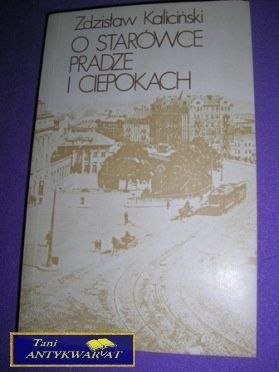 Zdzisław Kaliciński
O STARÓWCE
PRADZE
I CIEPOKACH
Tani
ANTYKWARIAT